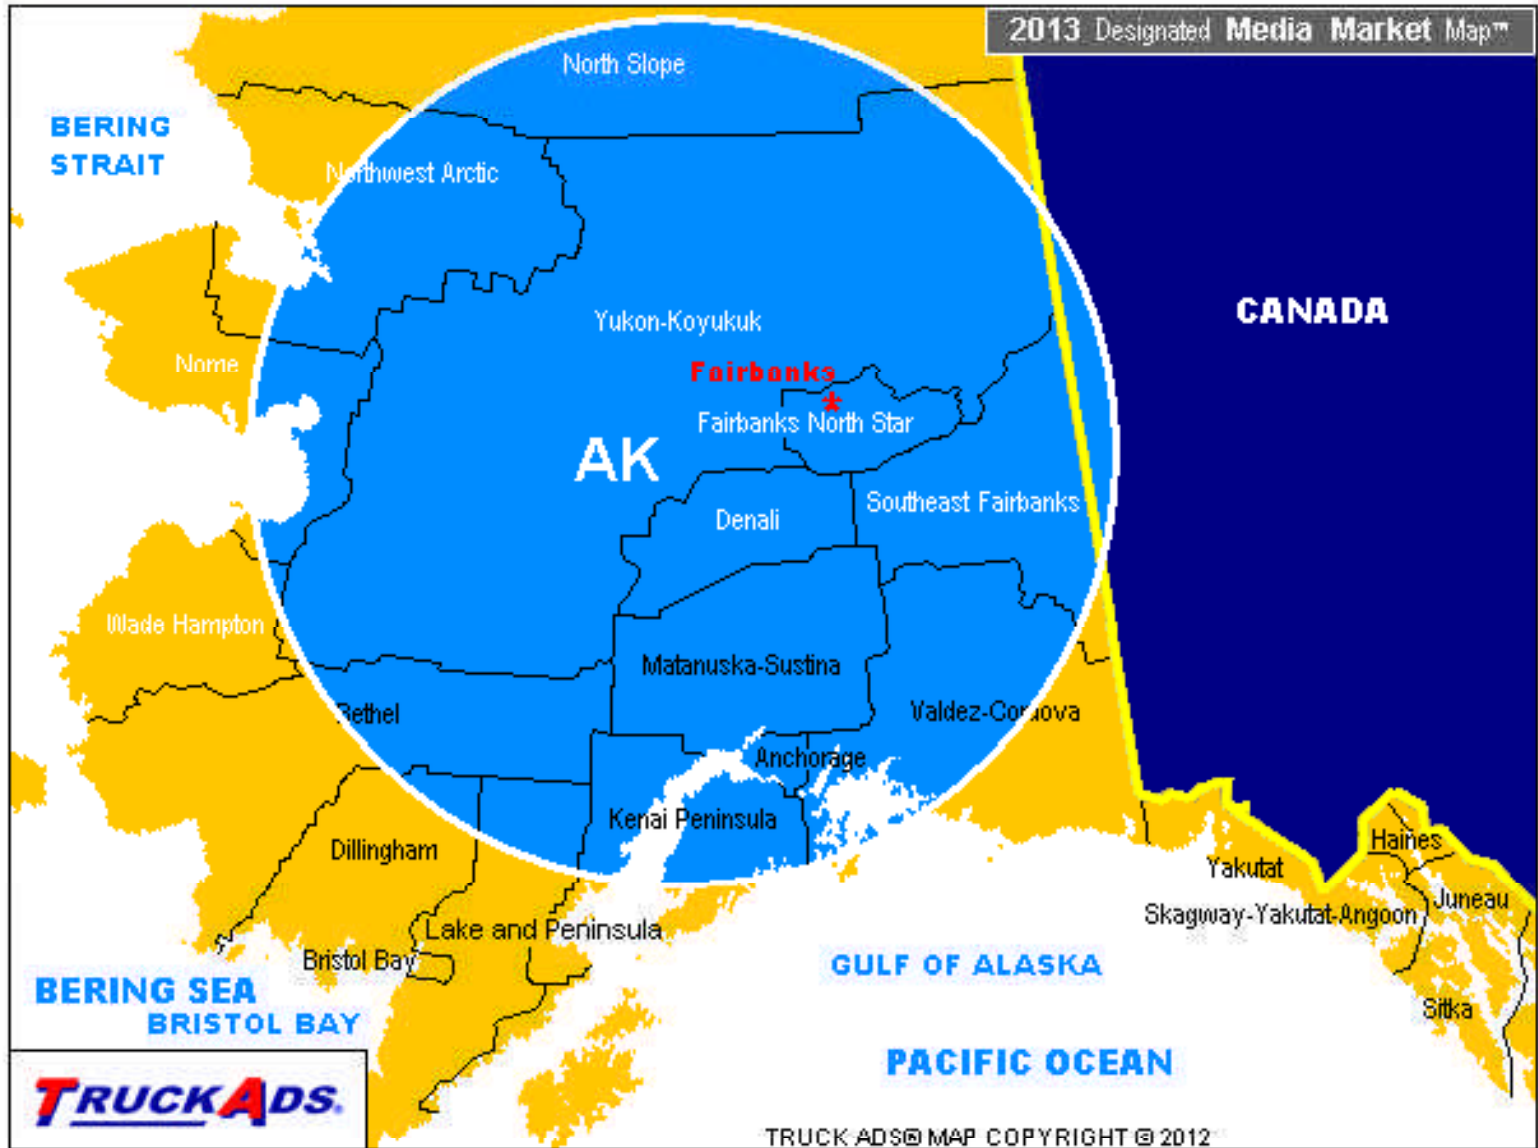 2013 Designated Media Market Map™
North Slope
BERING
STRAIT
Northwest Arctic
CANADA
Yukon-Koyukuk
Nome
Fairbanks
*
Fairbanks North Star
AK
Southeast Fairbanks
Denali
Wade Hampton
Matanuska-Sustina
Bethel
Valdez-Cordova
Anchorage
Kenai Peninsula
Dillingham
Haines
Yakutat
Juneau
Skagway-Yakutat-Angoon
Lake and Peninsula
Bristol Bay
GULF OF ALASKA
BERING SEA
BRISTOL BAY
Sitka
PACIFIC OCEAN
TRUCKADS.
TRUCK ADS® MAP COPYRIGHT © 2012